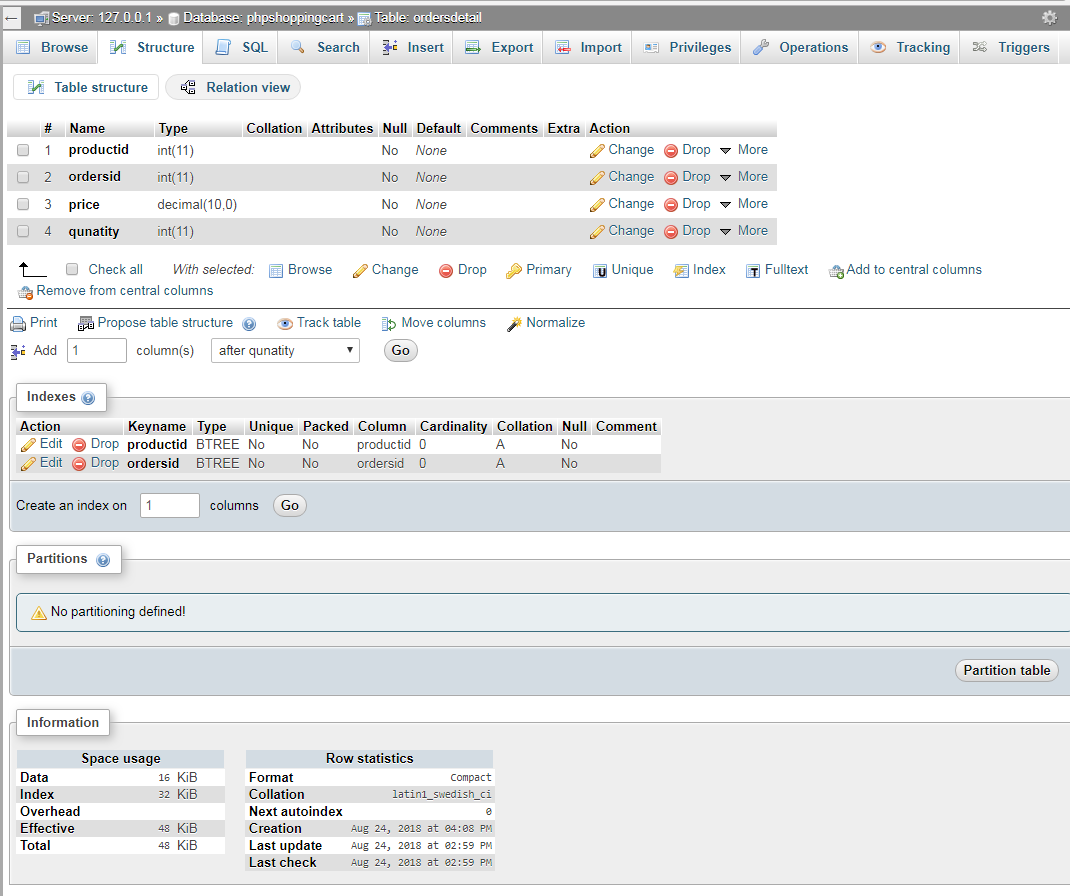 Server: 127.0.0.1 » Database: phpshoppingcart » Table: ordersdetail
Browse Structure SQL Search Insert Export Import Privileges Operations Tracking Triggers
Table structure Relation view
# Name Type Collation Attributes Null Default Comments Extra Action
1 productid int(11) No None Change Drop More
2 ordersid int(11) No None Change Drop More
3 price decimal(10,0) No None Change Drop More
4 qunatity int(11) No None Change Drop More
Check all With selected: Browse Change Drop Primary U Unique Index T Fulltext Add to central columns
Remove from central columns
Print Propose table structure Track table Move columns Normalize
Add 1 column(s) after qunatity Go
Indexes
Action Keyname Type Unique Packed Column Cardinality Collation Null Comment
Edit Drop productid BTREE No No productid 0 A No
Edit Drop ordersid BTREE No No ordersid 0 A No
Create an index on 1 columns Go
Partitions
No partitioning defined!
Partition table
Information
Space usage
Data 16 KiB
Index 32 KiB
Overhead
Effective 48 KiB
Total 48 KiB
Row statistics
Format Compact
Collation latin1_swedish_ci
Next autoindex 0
Creation Aug 24, 2018 at 04:08 PM
Last update Aug 24, 2018 at 02:59 PM
Last check Aug 24, 2018 at 02:59 PM